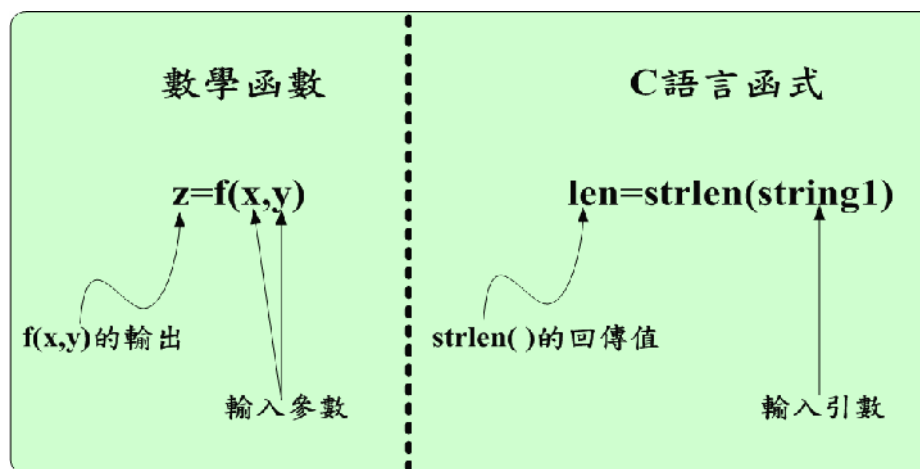 數學函數
z=f(x,y)
f(x,y)的輸出
輸入參數
C語言函式
len=strlen(string1)
strlen( )的回傳值
輸入引數